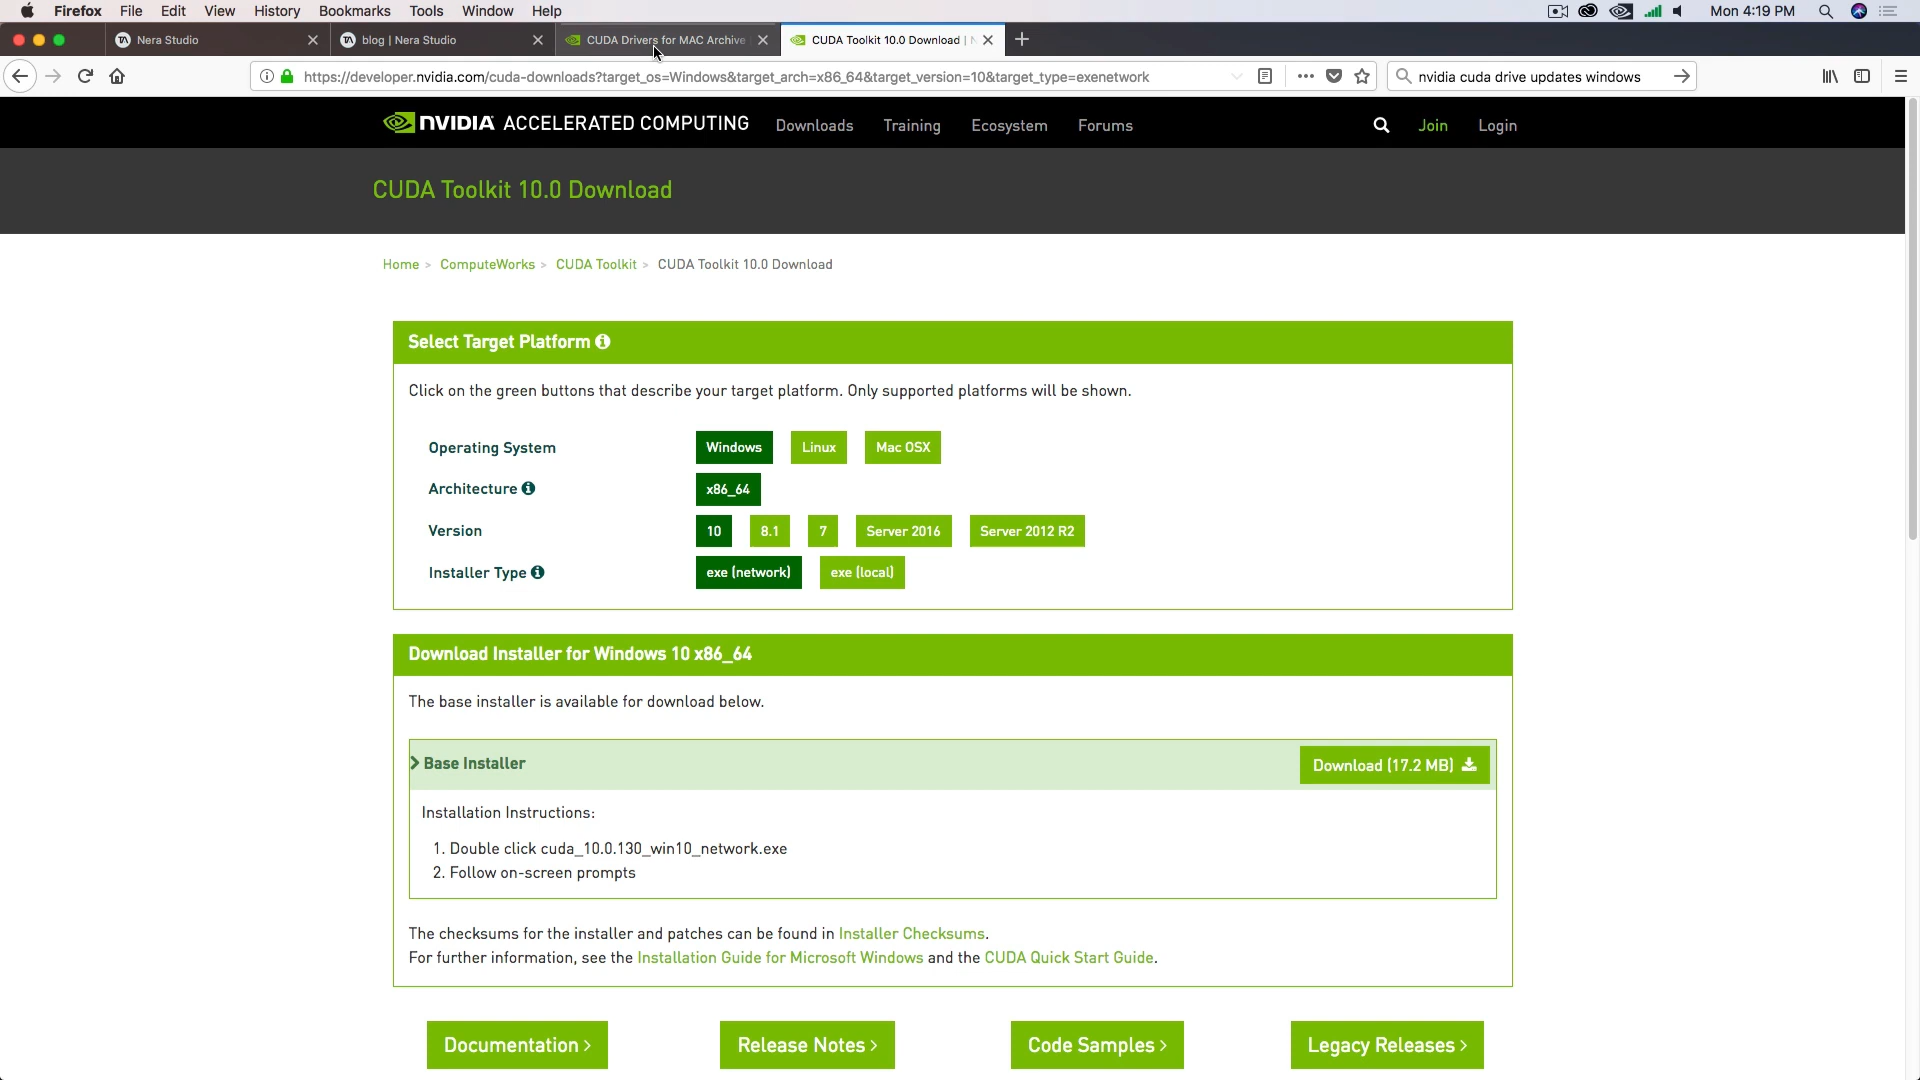 Firefox File Edit View History Bookmarks Tools Window Help Mon 4:19 PM
Nera Studio blog | Nera Studio CUDA Drivers for MAC Archive CUDA Toolkit 10.0 Download |
https://developer.nvidia.com/cuda-downloads?target_os=Windows&target_arch=x86_64&target_version=10&target_type=exenetwork nvidia cuda drive updates windows
NVIDIA ACCELERATED COMPUTING Downloads Training Ecosystem Forums Join Login
CUDA Toolkit 10.0 Download
Home > ComputeWorks > CUDA Toolkit > CUDA Toolkit 10.0 Download
Select Target Platform
Click on the green buttons that describe your target platform. Only supported platforms will be shown.
Operating System Windows Linux Mac OSX
Architecture x86_64
Version 10 8.1 7 Server 2016 Server 2012 R2
Installer Type exe (network) exe (local)
Download Installer for Windows 10 x86_64
The base installer is available for download below.
Base Installer Download (17.2 MB)
Installation Instructions:
1. Double click cuda_10.0.130_win10_network.exe
2. Follow on-screen prompts
The checksums for the installer and patches can be found in Installer Checksums.
For further information, see the Installation Guide for Microsoft Windows and the CUDA Quick Start Guide.
Documentation > Release Notes > Code Samples > Legacy Releases >